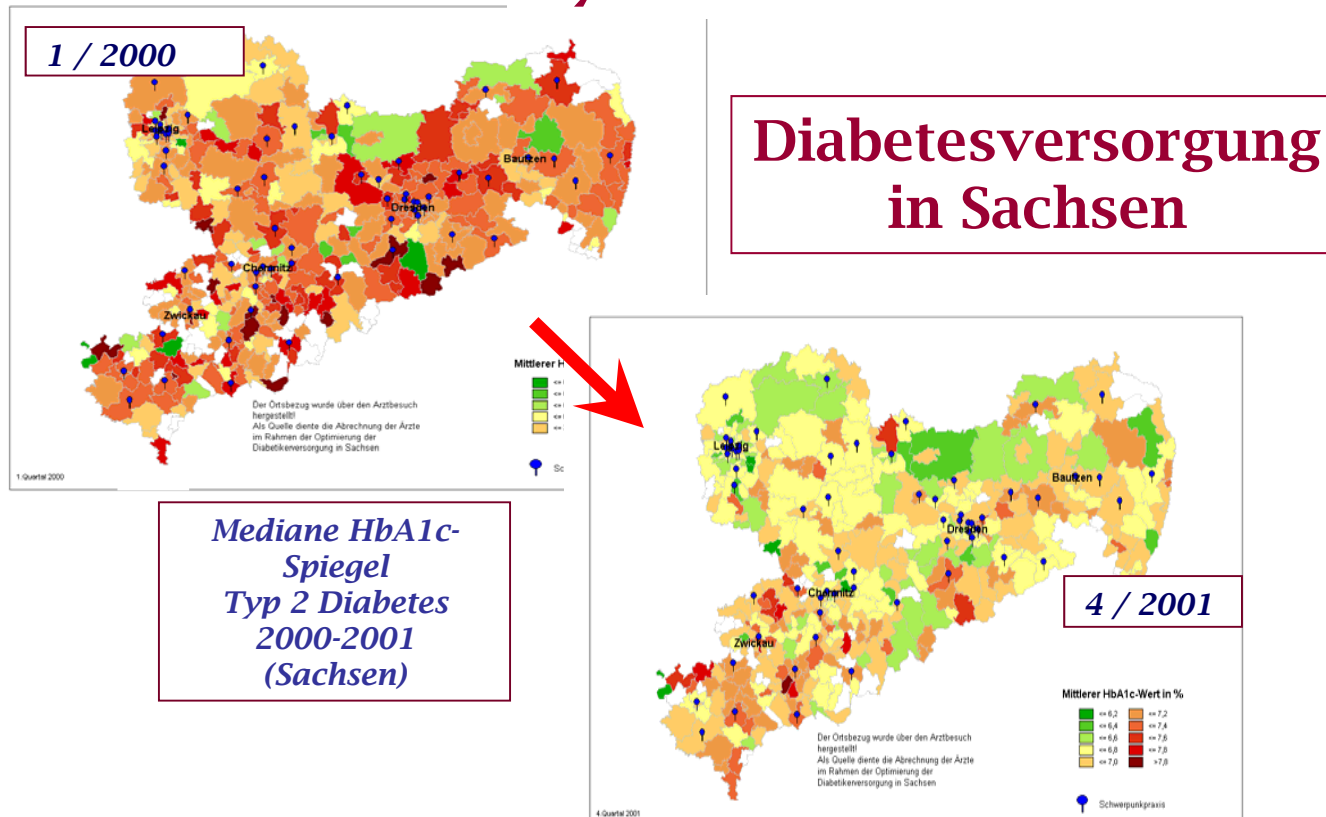 1 / 2000
Leipzig
Bautzen
Dresden
Chemnitz
Zwickau
Mittlerer H
<=
<=
<=
<=
<=
Der Ortsbezug wurde über den Arztbesuch
hergestellt!
Als Quelle diente die Abrechnung der Ärzte
im Rahmen der Optimierung der
Diabetikerversorgung in Sachsen
Sc
1.Quartal 2000
Diabetesversorgung
in Sachsen
Mediane HbA1c-
Spiegel
Typ 2 Diabetes
2000-2001
(Sachsen)
Leipzig
Bautzen
Dresden
Chemnitz
Zwickau
4 / 2001
Mittlerer HbA1c-Wert in %
<= 6,2 <= 7,2
<= 6,4 <= 7,4
<= 6,6 <= 7,6
<= 6,8 <= 7,8
<= 7,0 >7,8
Der Ortsbezug wurde über den Arztbesuch
hergestellt!
Als Quelle diente die Abrechnung der Ärzte
im Rahmen der Optimierung der
Diabetikerversorgung in Sachsen
Schwerpunkpraxis
4.Quartal 2001